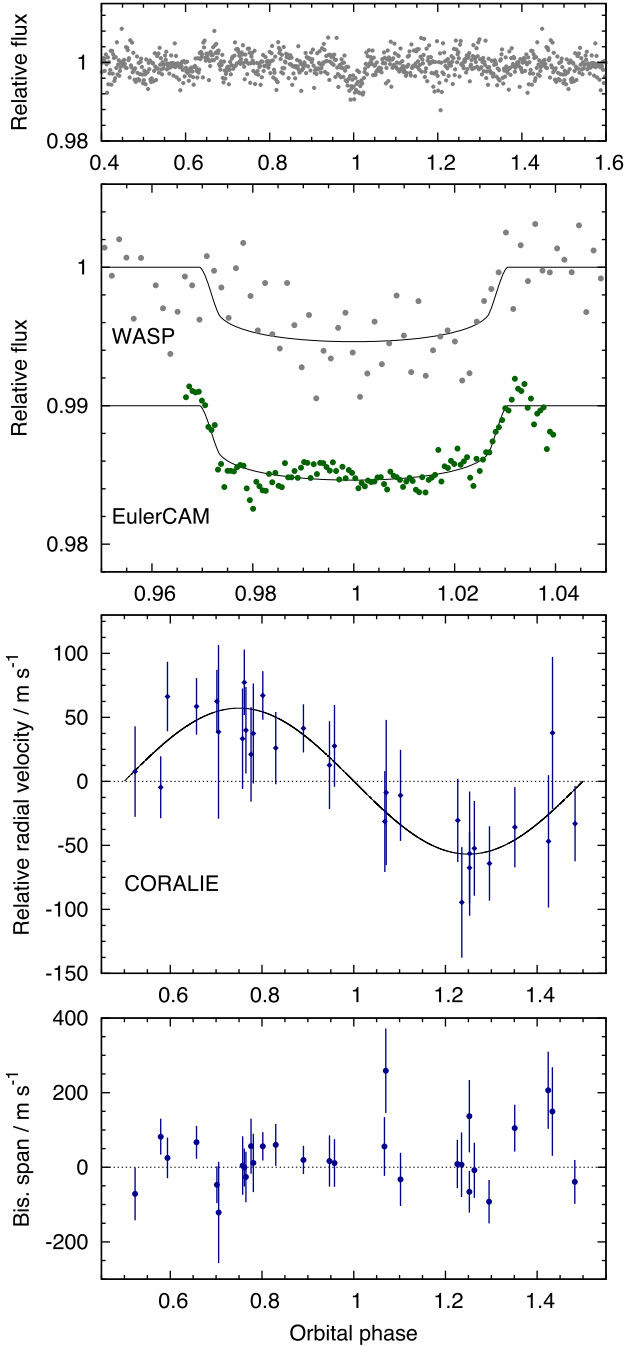 Relative flux
1
0.98
0.4 0.6 0.8 1 1.2 1.4 1.6
Relative flux
1
WASP
0.99
EulerCAM
0.98
0.96 0.98 1 1.02 1.04
Relative radial velocity / m s⁻¹
100
50
0
-50
CORALIE
-100
-150
0.6 0.8 1 1.2 1.4
Bis. span / m s⁻¹
400
200
0
-200
0.6 0.8 1 1.2 1.4
Orbital phase